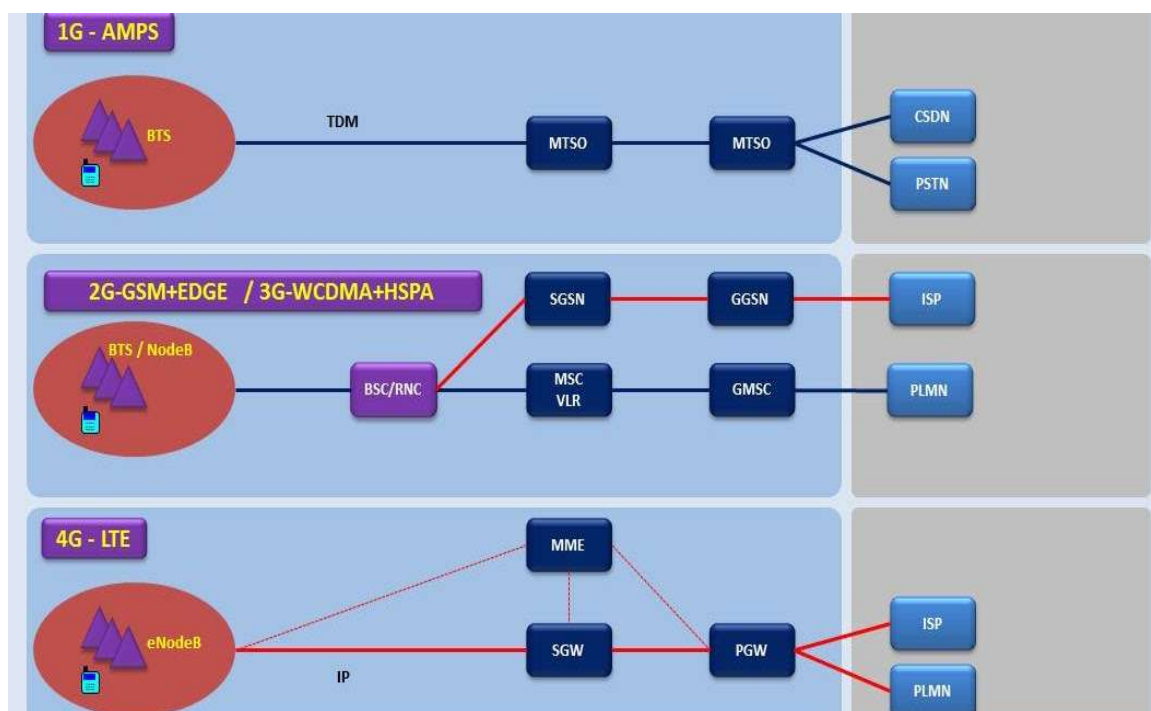 1G - AMPS
BTS
TDM
MTSO
MTSO
CSDN
PSTN
2G-GSM+EDGE / 3G-WCDMA+HSPA
BTS / NodeB
BSC/RNC
SGSN
GGSN
ISP
MSC
VLR
GMSC
PLMN
4G - LTE
eNodeB
IP
MME
SGW
PGW
ISP
PLMN